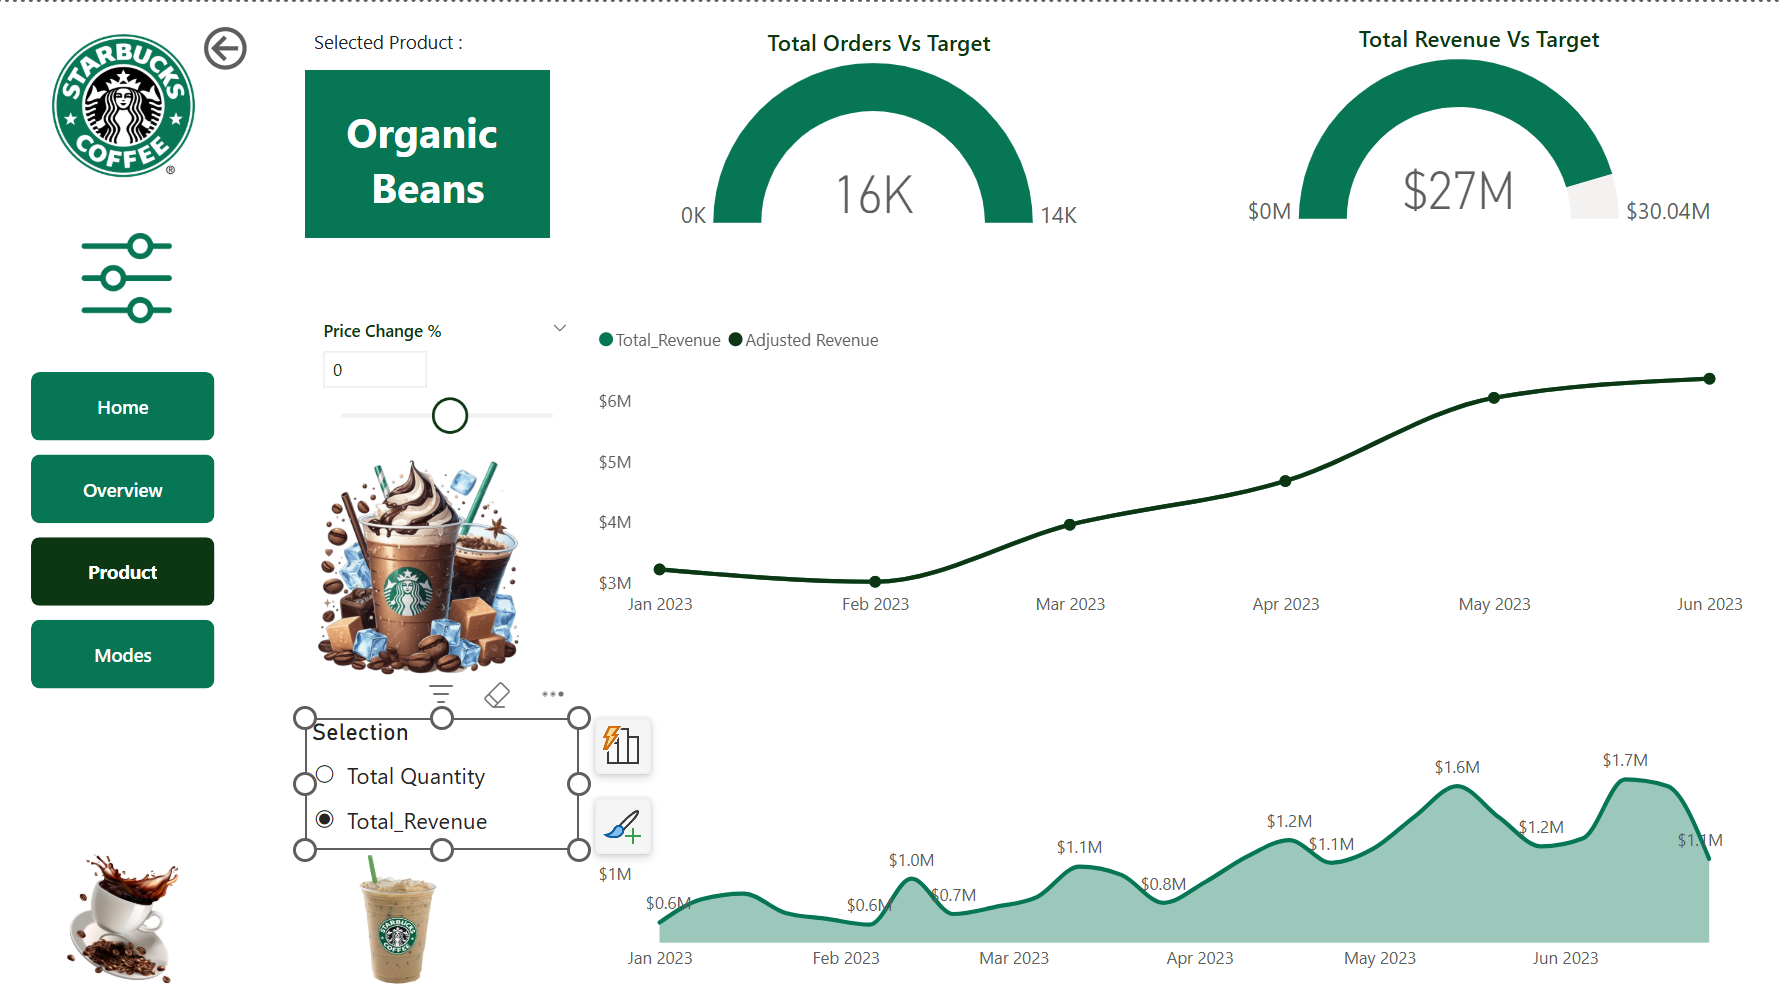 STARBUCKS
COFFEE
®
Selected Product :
Organic
Beans
Total Orders Vs Target
16K
0K
14K
Total Revenue Vs Target
$27M
$0M
$30.04M
Home
Overview
Product
Modes
Price Change %
0
Total_Revenue
Adjusted Revenue
$6M
$5M
$4M
$3M
Jan 2023
Feb 2023
Mar 2023
Apr 2023
May 2023
Jun 2023
Selection
Total Quantity
Total_Revenue
STARBUCKS
COFFEE
$1M
$0.6M
$0.6M
$1.0M
$0.7M
$1.1M
$0.8M
$1.2M
$1.1M
$1.6M
$1.2M
$1.7M
$1.1M
Jan 2023
Feb 2023
Mar 2023
Apr 2023
May 2023
Jun 2023